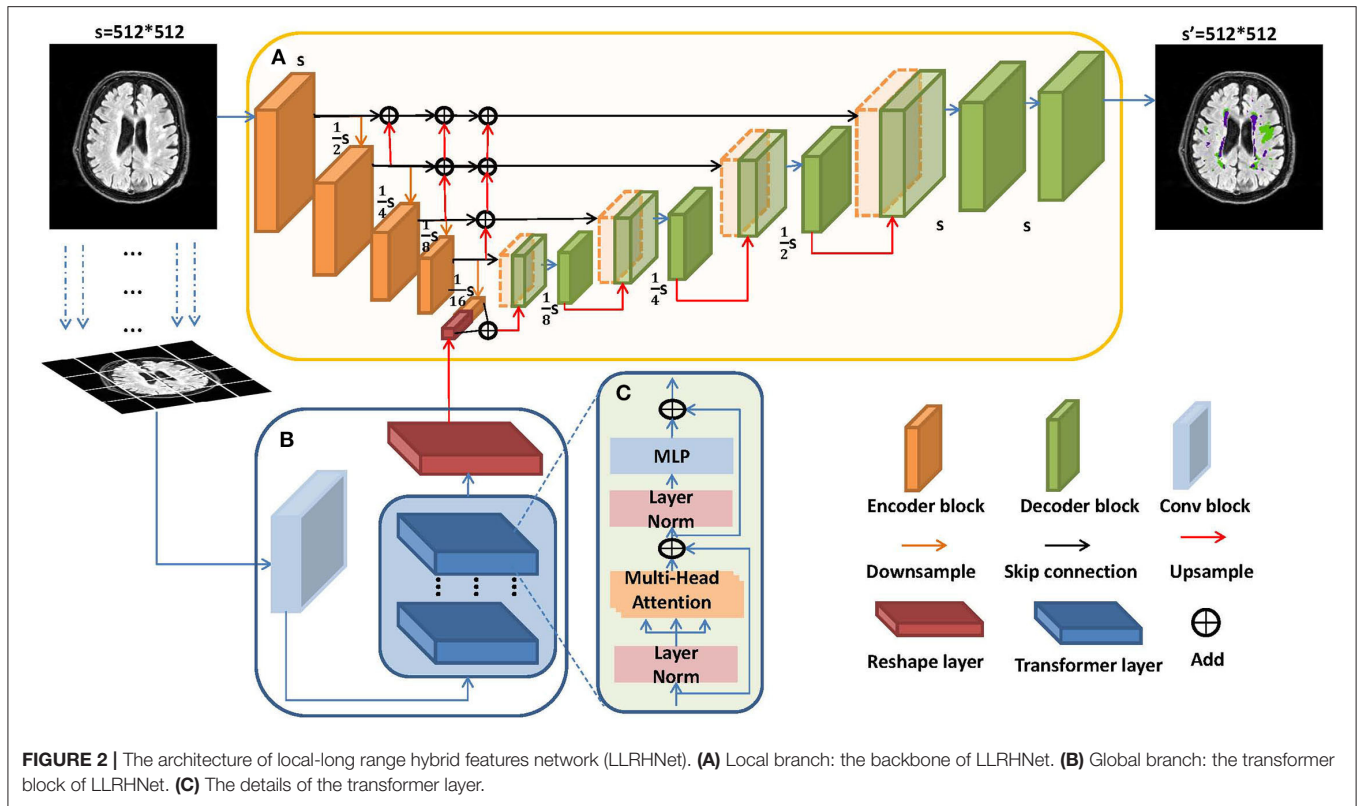 s=512*512
s'=512*512
A
s
1/2 s
1/4 s
1/8 s
1/16 s
1/8 s
1/4 s
1/2 s
s
s
...
...
...
B
C
MLP
Layer
Norm
Multi-Head
Attention
Layer
Norm
Encoder block
Decoder block
Conv block
Downsample
Skip connection
Upsample
Reshape layer
Transformer layer
Add
FIGURE 2 | The architecture of local-long range hybrid features network (LLRHNet). (A) Local branch: the backbone of LLRHNet. (B) Global branch: the transformer
block of LLRHNet. (C) The details of the transformer layer.